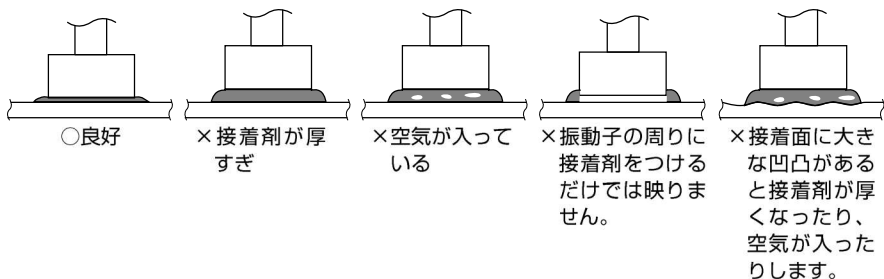 ○良好
×接着剤が厚
すぎ
×空気が入って
いる
×振動子の周りに
接着剤をつける
だけでは映りま
せん。
×接着面に大き
な凹凸がある
と接着剤が厚
くなったり、
空気が入った
りします。